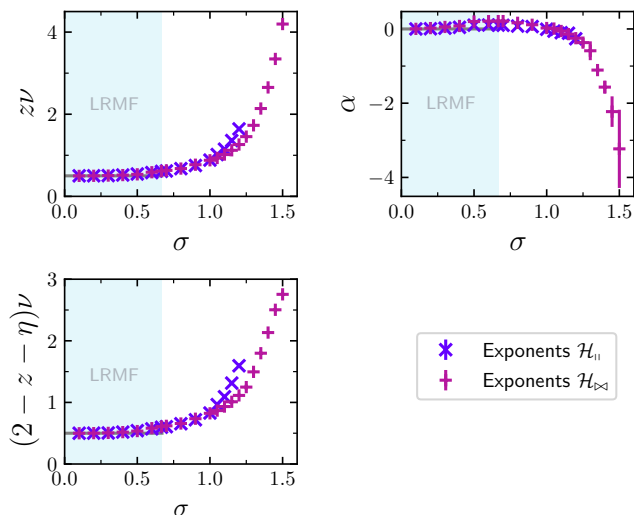 4
2
0
zν
LRMF
0.0 0.5 1.0 1.5
σ
0
−2
−4
α
LRMF
0.0 0.5 1.0 1.5
σ
3
2
1
0
(2 − z − η)ν
LRMF
0.0 0.5 1.0 1.5
σ
Exponents ℋ₌
Exponents ℋ⋈